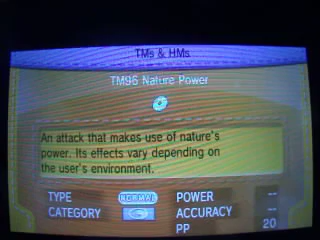 TMs & HMs
TM96 Nature Power
An attack that makes use of nature's
power. Its effects vary depending on
the user's environment.
TYPE NORMAL POWER --
CATEGORY ACCURACY --
PP 20